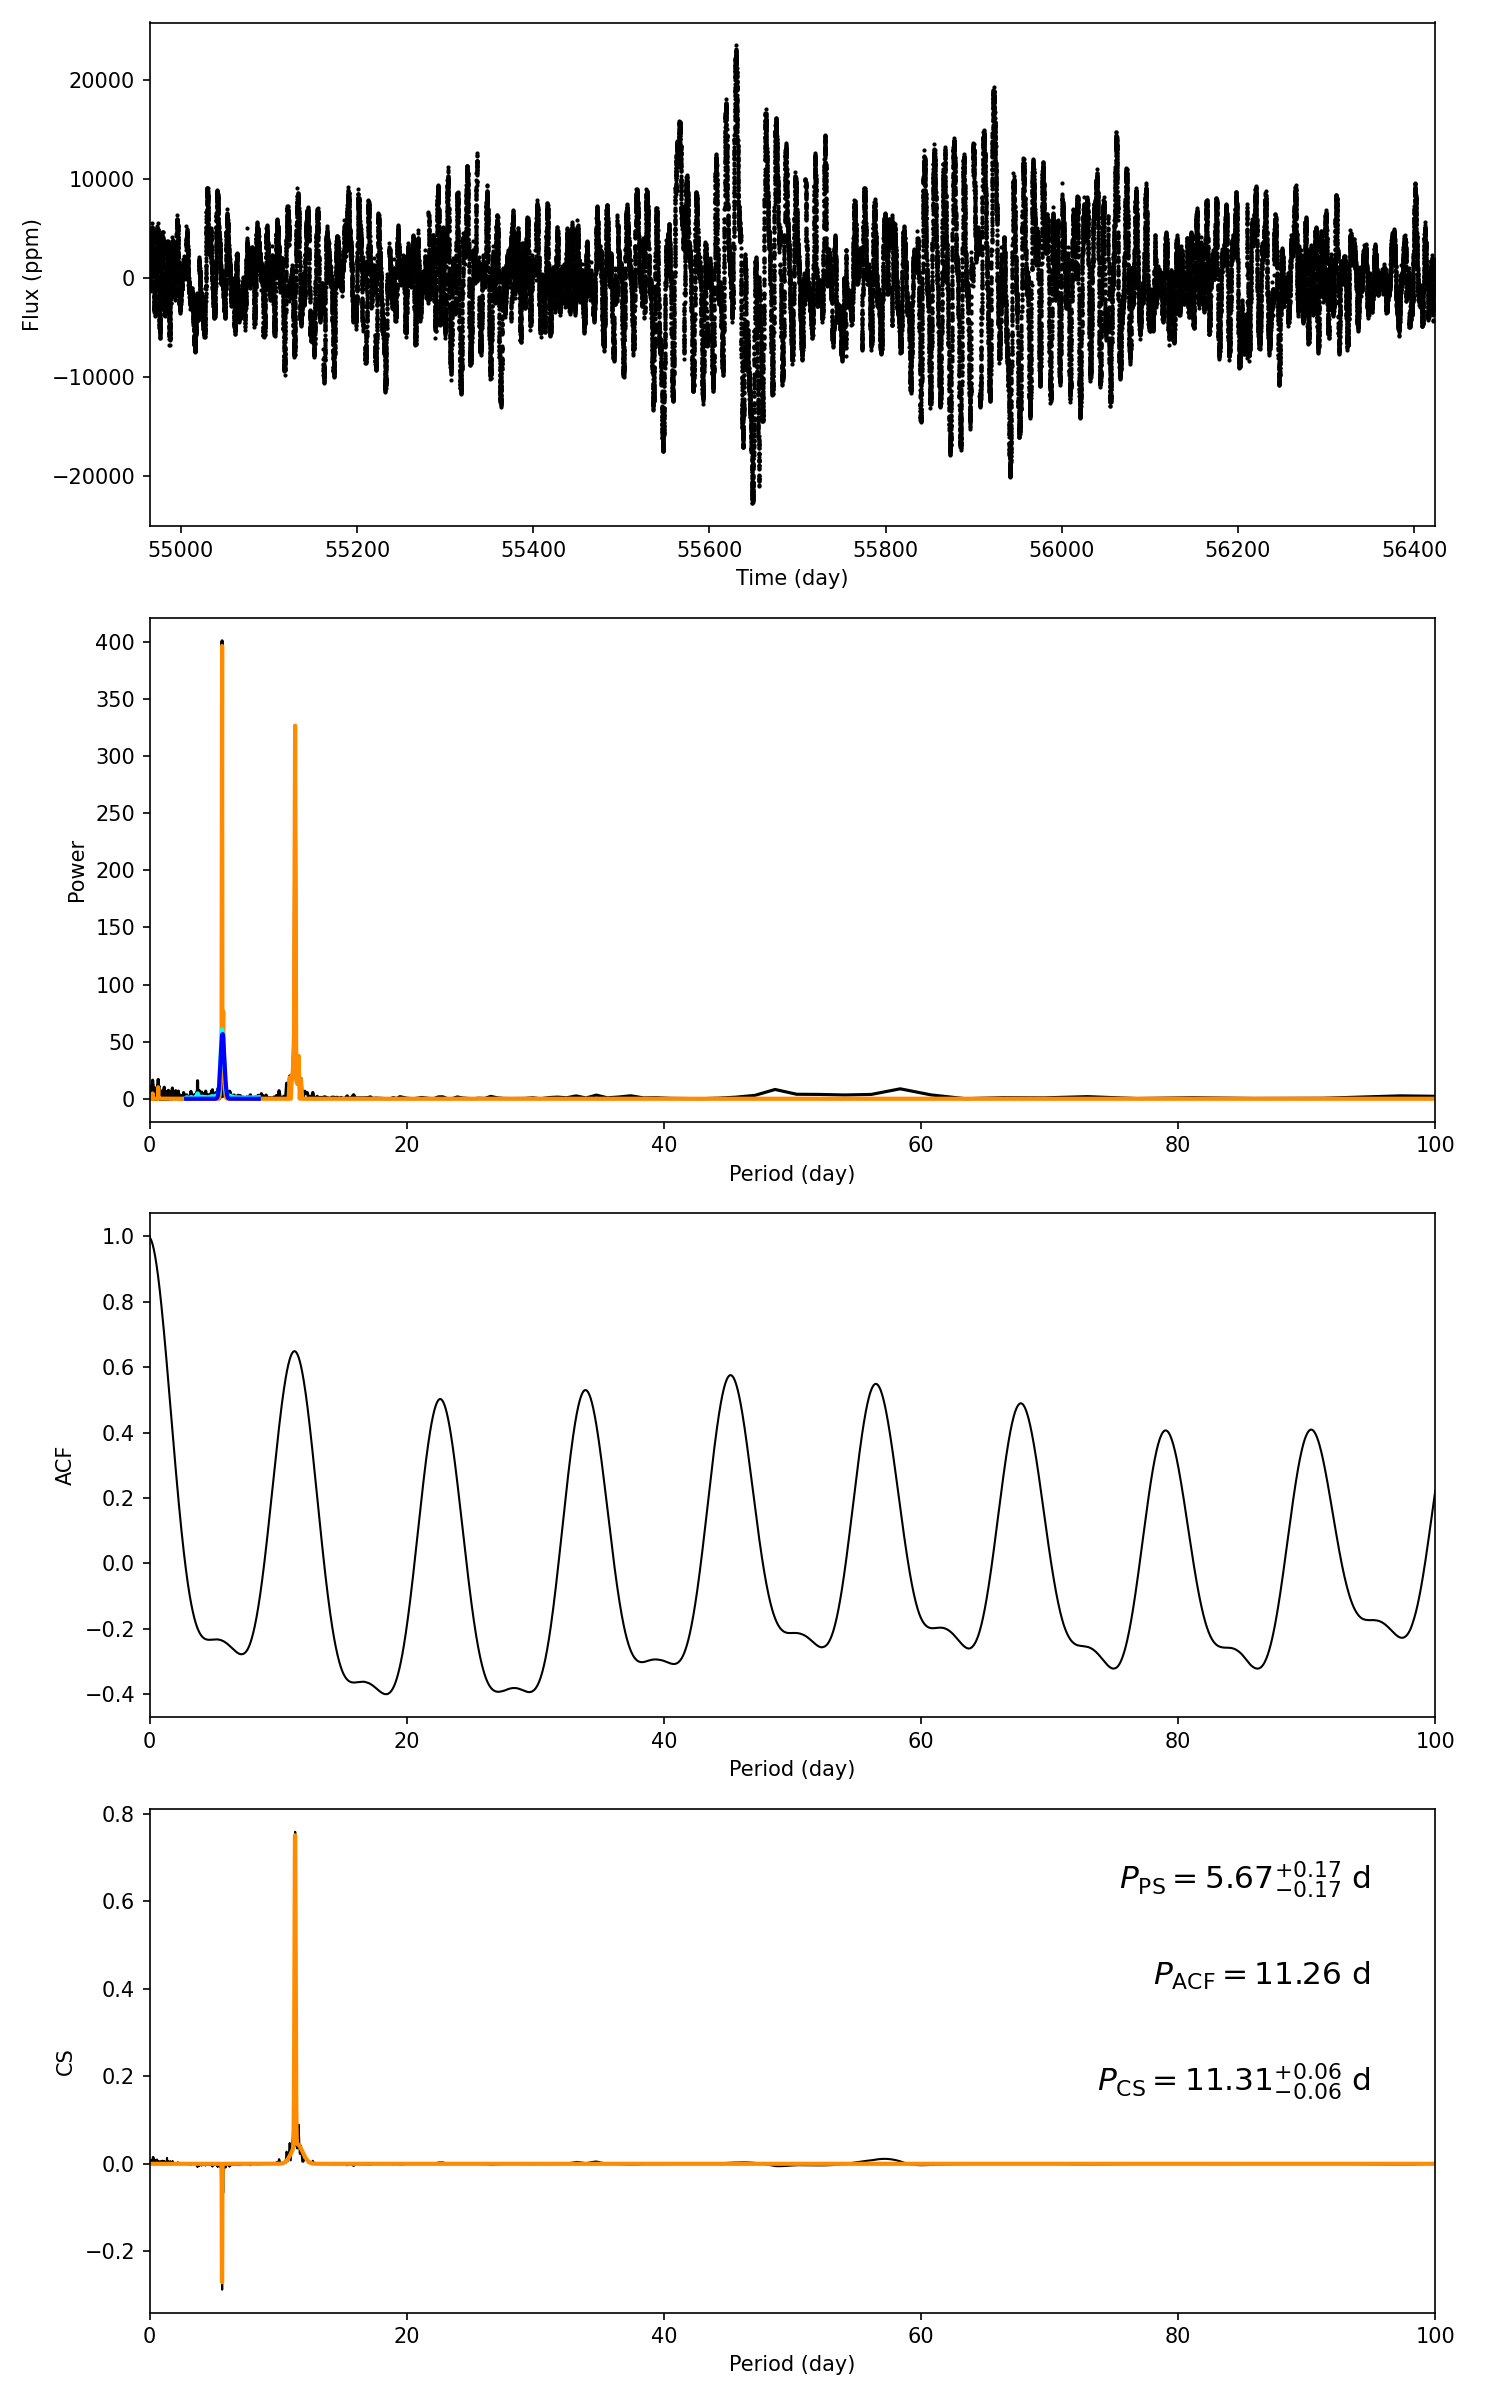 20000
10000
0
−10000
−20000
Flux (ppm)
55000 55200 55400 55600 55800 56000 56200 56400
Time (day)
400
350
300
250
200
150
100
50
0
Power
0 20 40 60 80 100
Period (day)
1.0
0.8
0.6
0.4
0.2
0.0
−0.2
−0.4
ACF
0 20 40 60 80 100
Period (day)
0.8
0.6
0.4
0.2
0.0
−0.2
CS
P_PS = 5.67 +0.17 −0.17 d
P_ACF = 11.26 d
P_CS = 11.31 +0.06 −0.06 d
0 20 40 60 80 100
Period (day)